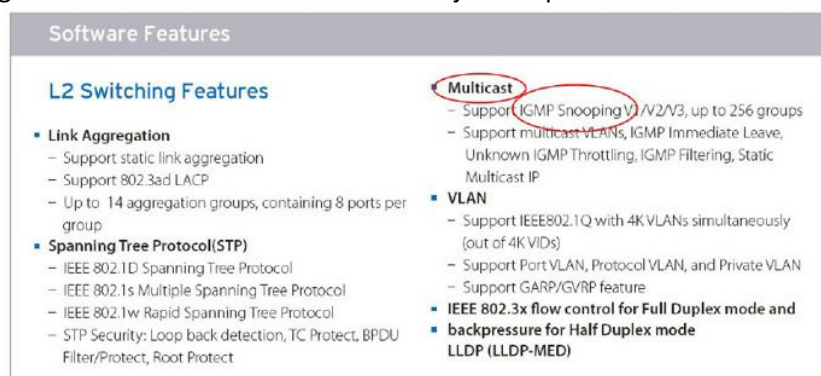 Software Features
L2 Switching Features
▪ Link Aggregation
– Support static link aggregation
– Support 802.3ad LACP
– Up to 14 aggregation groups, containing 8 ports per
group
▪ Spanning Tree Protocol(STP)
– IEEE 802.1D Spanning Tree Protocol
– IEEE 802.1s Multiple Spanning Tree Protocol
– IEEE 802.1w Rapid Spanning Tree Protocol
– STP Security: Loop back detection, TC Protect, BPDU
Filter/Protect, Root Protect
▪ Multicast
– Support IGMP Snooping V1/V2/V3, up to 256 groups
– Support multicast VLANs, IGMP Immediate Leave,
Unknown IGMP Throttling, IGMP Filtering, Static
Multicast IP
▪ VLAN
– Support IEEE802.1Q with 4K VLANs simultaneously
(out of 4K VIDs)
– Support Port VLAN, Protocol VLAN, and Private VLAN
– Support GARP/GVRP feature
▪ IEEE 802.3x flow control for Full Duplex mode and
▪ backpressure for Half Duplex mode
LLDP (LLDP-MED)